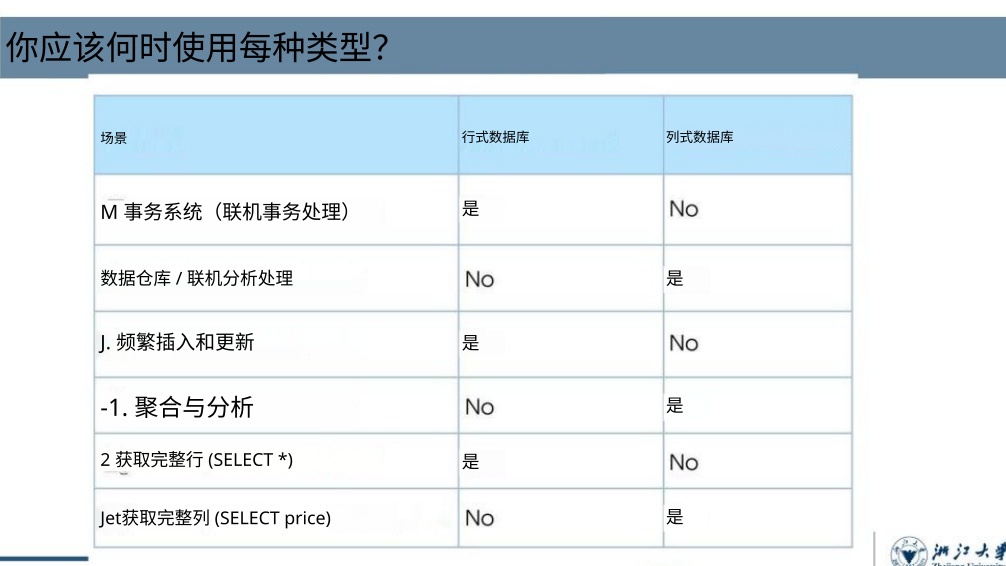 你应该何时使用每种类型？
场景 行式数据库 列式数据库
M 事务系统（联机事务处理） 是 No
数据仓库 / 联机分析处理 No 是
J. 频繁插入和更新 是 No
-1. 聚合与分析 No 是
2 获取完整行 (SELECT *) 是 No
Jet获取完整列 (SELECT price) No 是
浙江大学